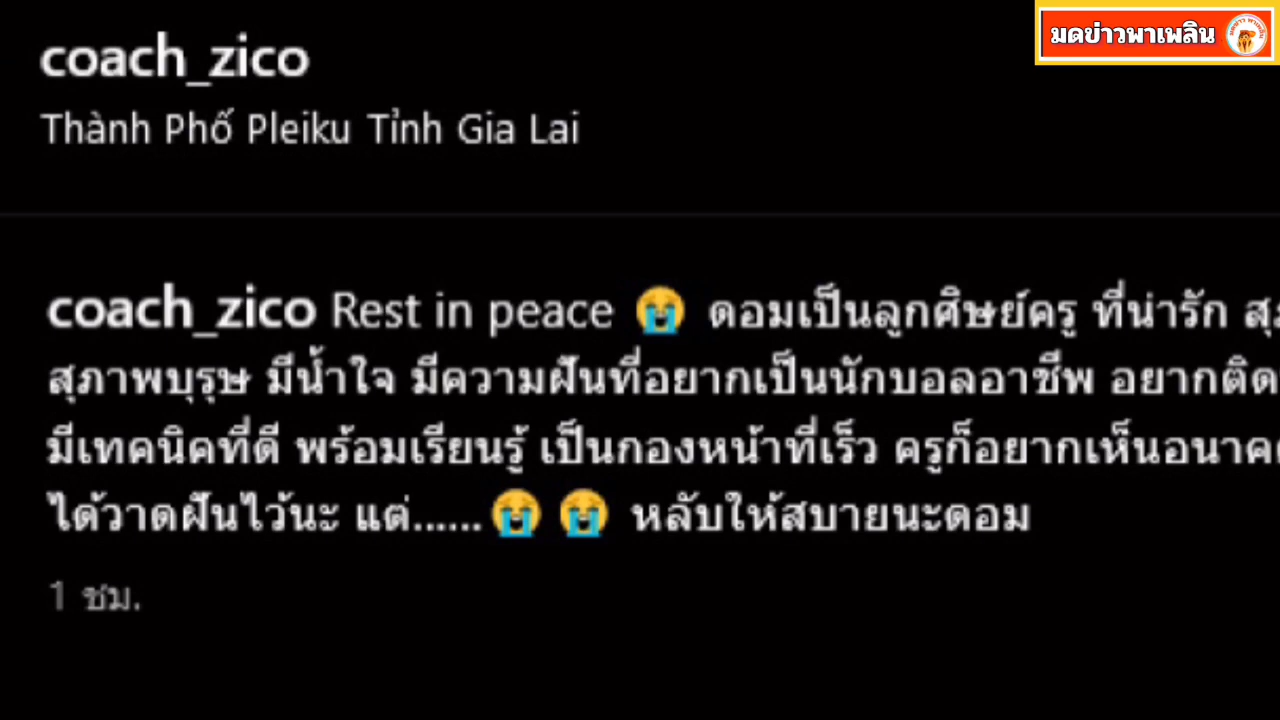 มดข่าวพาเพลิน
coach_zico
Thành Phố Pleiku Tỉnh Gia Lai
coach_zico Rest in peace 😭 ดอมเป็นลูกศิษย์ครู ที่น่ารัก
สุภาพบุรุษ มีน้ำใจ มีความฝันที่อยากเป็นนักบอลอาชีพ อยากติด
มีเทคนิคที่ดี พร้อมเรียนรู้ เป็นกองหน้าที่เร็ว ครูก็อยากเห็นอนาค
ได้วาดฝันไว้นะ แต่......😭 😭 หลับให้สบายนะดอม
1 ชม.